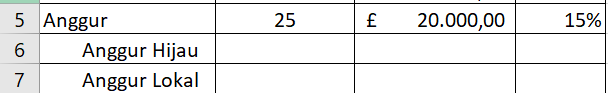 5 Anggur 25 £ 20.000,00 15%
6 Anggur Hijau
7 Anggur Lokal